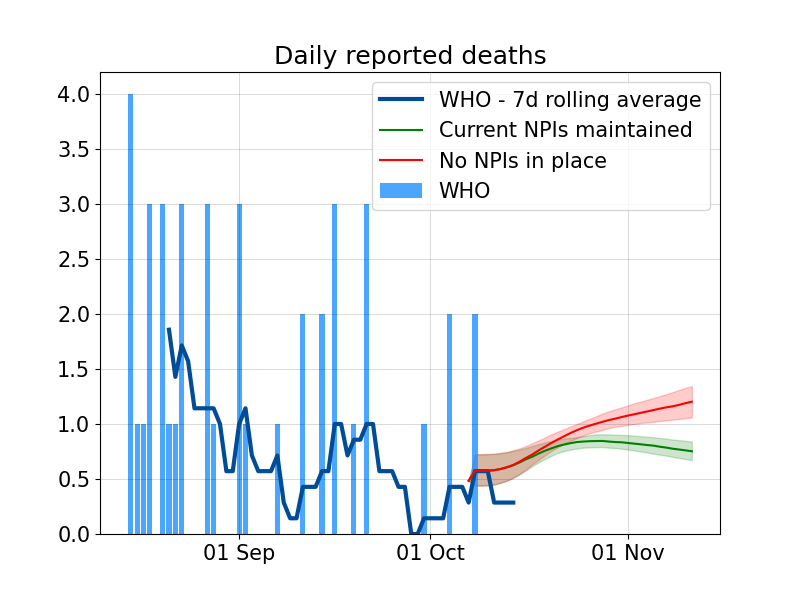 Daily reported deaths
4.0
3.5
3.0
2.5
2.0
1.5
1.0
0.5
0.0
WHO - 7d rolling average
Current NPIs maintained
No NPIs in place
WHO
01 Sep
01 Oct
01 Nov